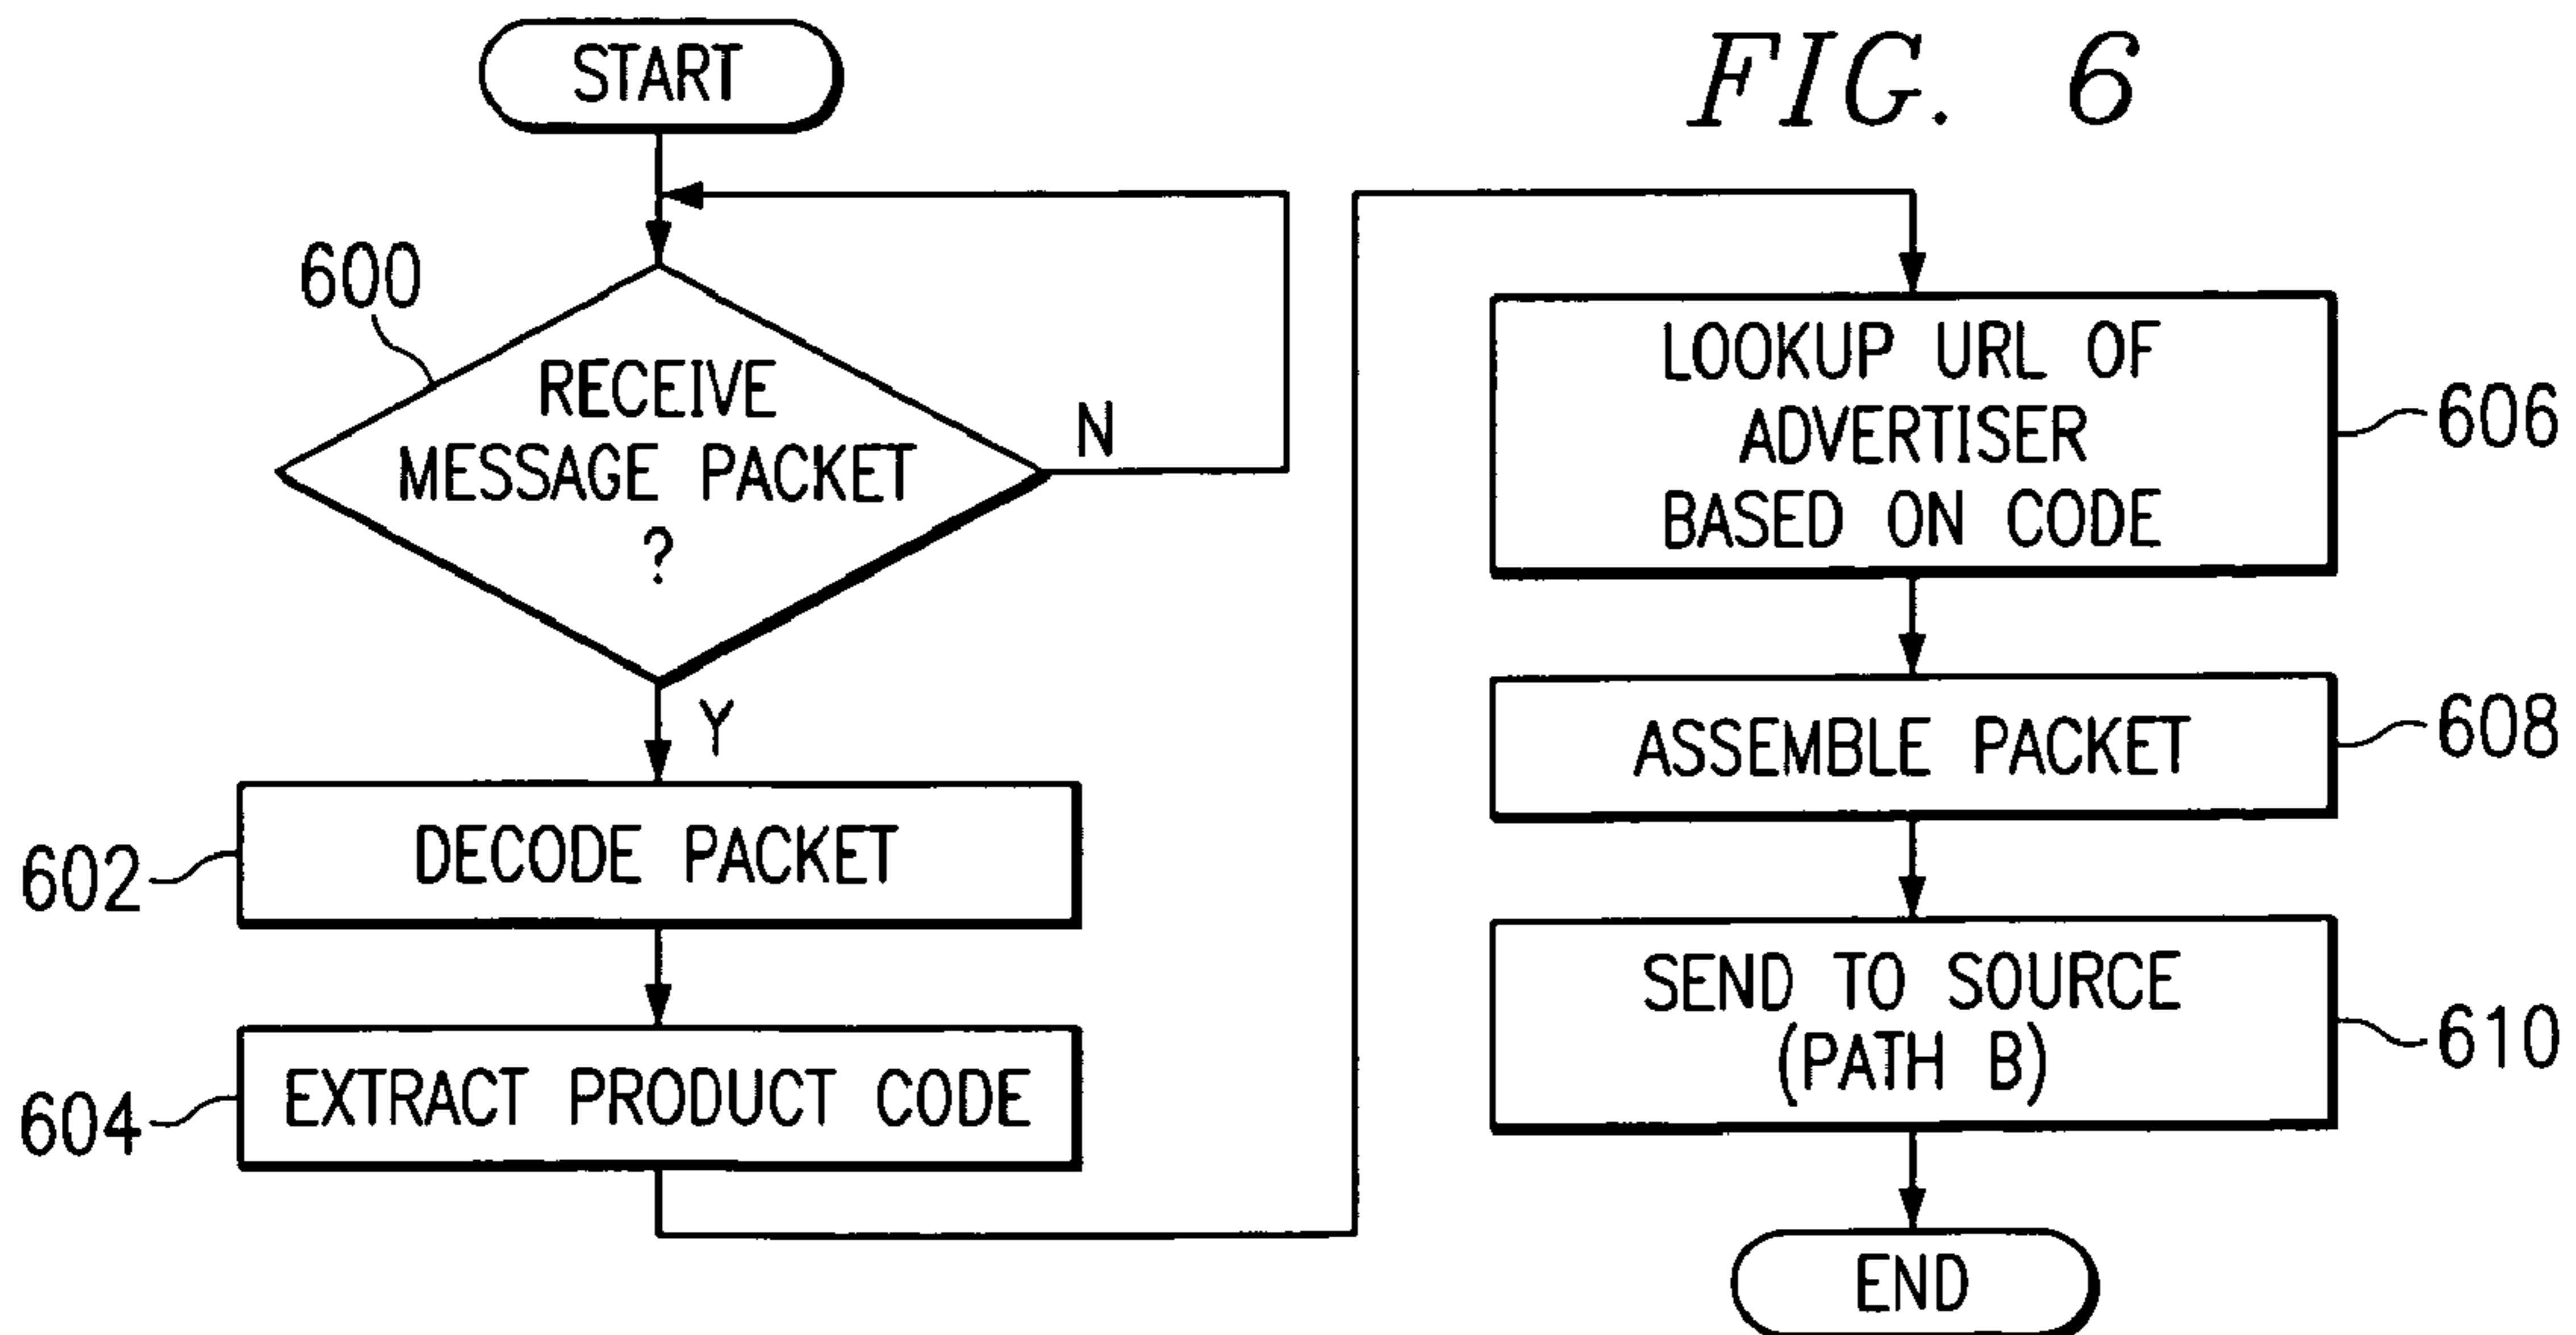 FIG. 6
START
600
RECEIVE
MESSAGE PACKET
?
N
Y
602
DECODE PACKET
604
EXTRACT PRODUCT CODE
LOOKUP URL OF
ADVERTISER
BASED ON CODE
606
ASSEMBLE PACKET
608
SEND TO SOURCE
(PATH B)
610
END